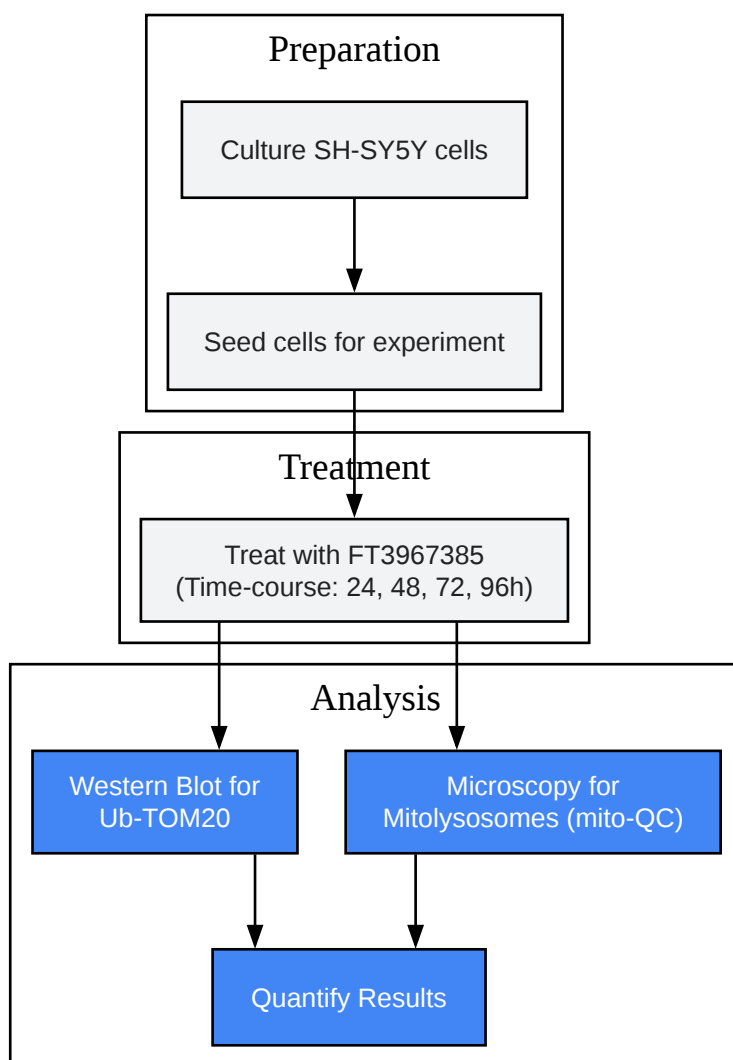 Preparation
Culture SH-SY5Y cells
Seed cells for experiment
Treatment
Treat with FT3967385
(Time-course: 24, 48, 72, 96h)
Analysis
Western Blot for
Ub-TOM20
Microscopy for
Mitolysosomes (mito-QC)
Quantify Results